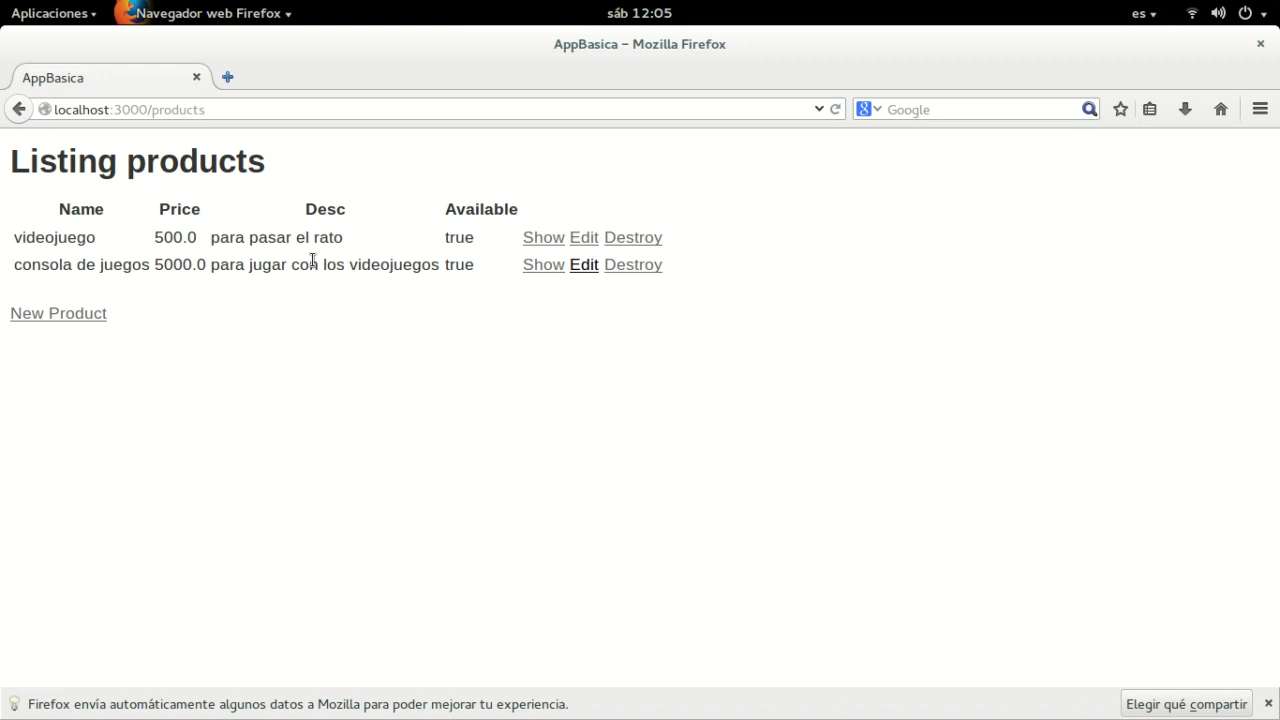 Aplicaciones Navegador web Firefox sáb 12:05 es
AppBasica – Mozilla Firefox
AppBasica
localhost:3000/products Google
Listing products
Name Price Desc Available
videojuego 500.0 para pasar el rato true Show Edit Destroy
consola de juegos 5000.0 para jugar con los videojuegos true Show Edit Destroy
New Product
Firefox envía automáticamente algunos datos a Mozilla para poder mejorar tu experiencia. Elegir qué compartir